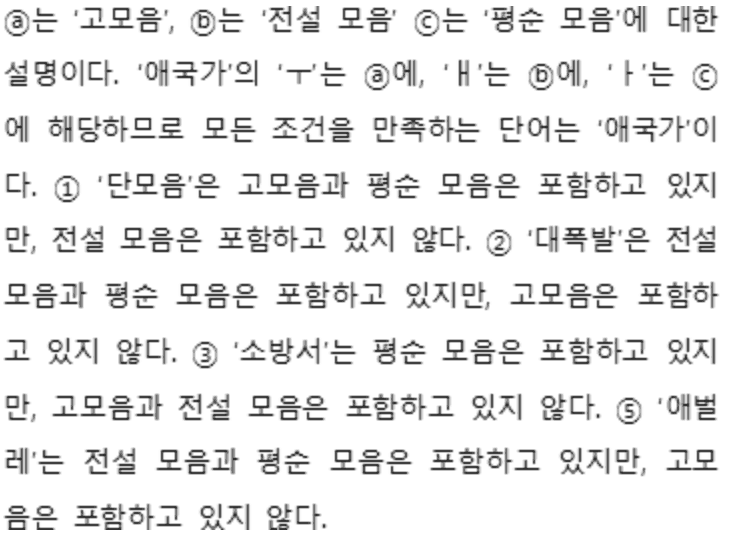 ⓐ는 '고모음', ⓑ는 '전설 모음' ⓒ는 '평순 모음'에 대한
설명이다. '애국가'의 'ㅜ'는 ⓐ에, 'ㅐ'는 ⓑ에, 'ㅏ'는 ⓒ
에 해당하므로 모든 조건을 만족하는 단어는 '애국가'이
다. ① '단모음'은 고모음과 평순 모음은 포함하고 있지
만, 전설 모음은 포함하고 있지 않다. ② '대폭발'은 전설
모음과 평순 모음은 포함하고 있지만, 고모음은 포함하
고 있지 않다. ③ '소방서'는 평순 모음은 포함하고 있지
만, 고모음과 전설 모음은 포함하고 있지 않다. ⑤ '애벌
레'는 전설 모음과 평순 모음은 포함하고 있지만, 고모
음은 포함하고 있지 않다.